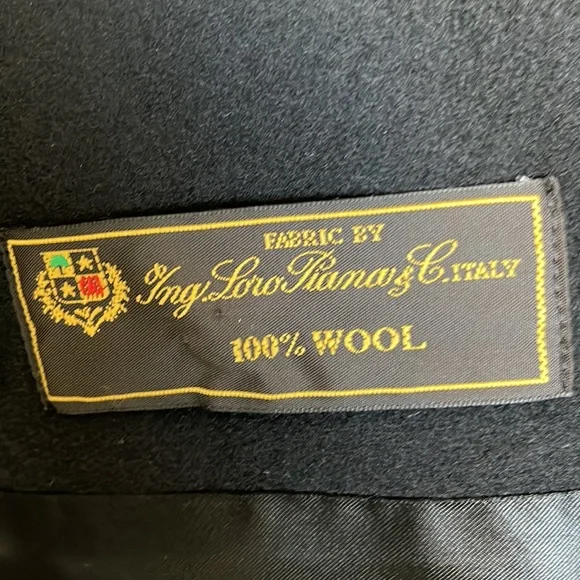 FABRIC BY
Ing. Loro Piana & C. ITALY
100% WOOL